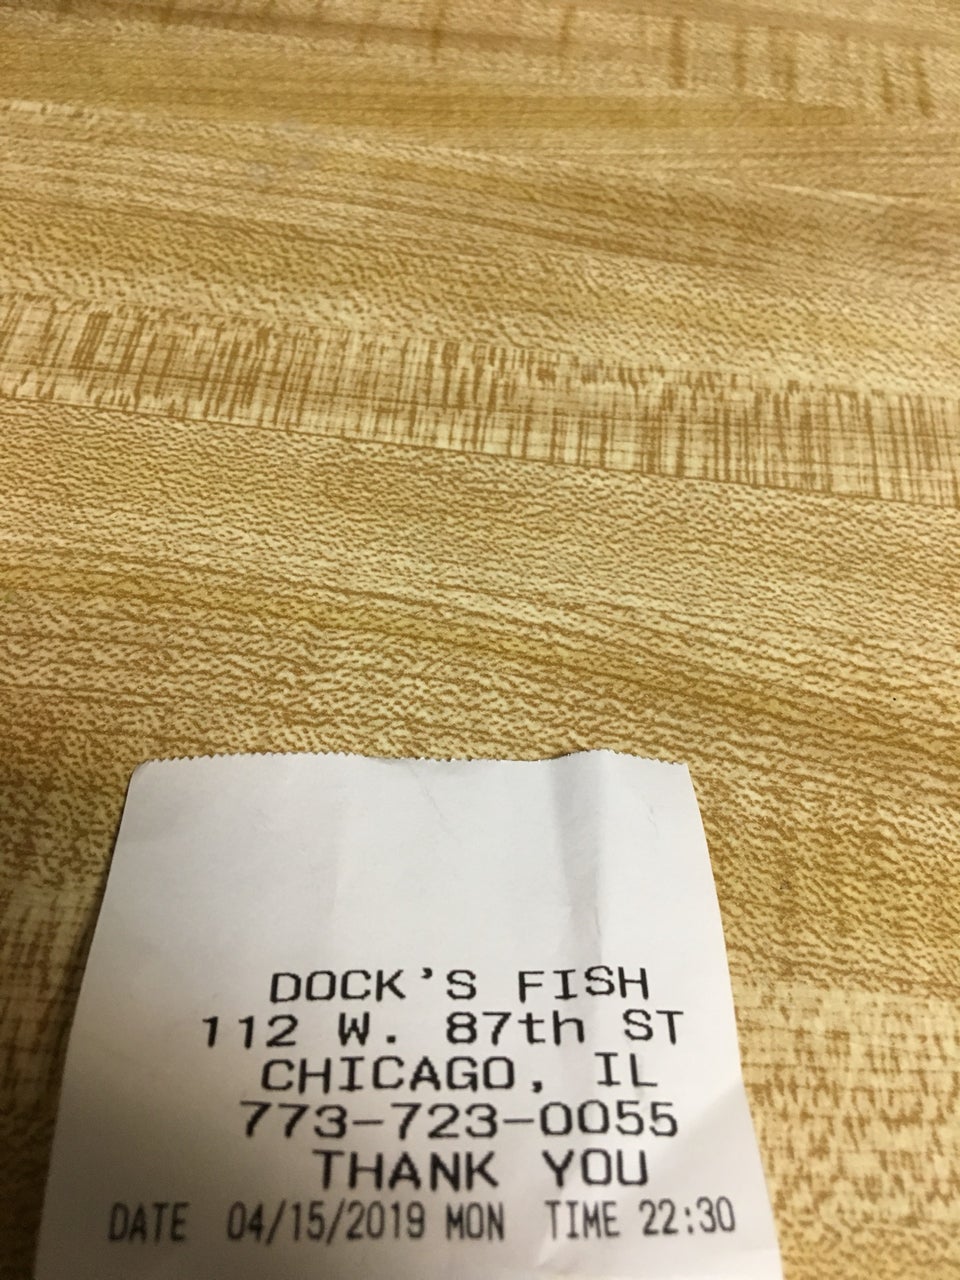 DOCK'S FISH
112 W. 87th ST
CHICAGO, IL
773-723-0055
THANK YOU
DATE 04/15/2019 MON TIME 22:30